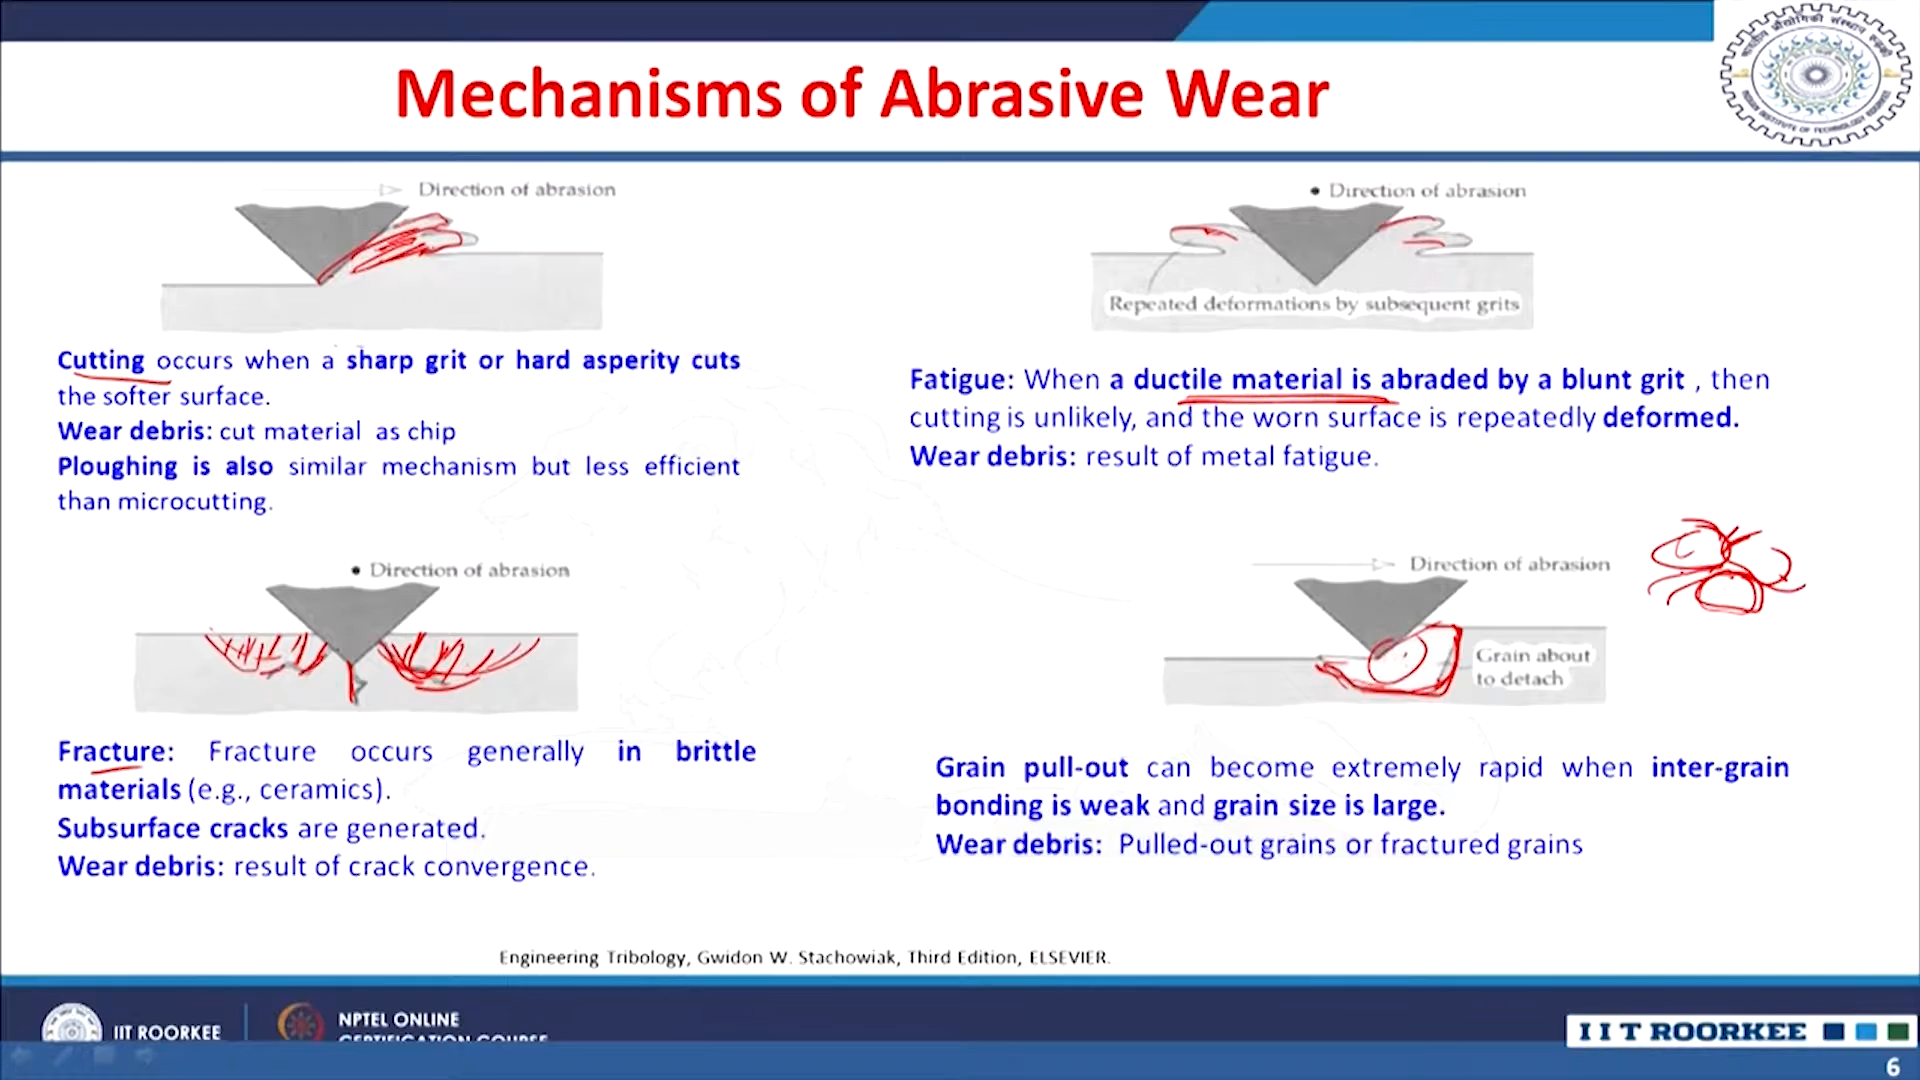 Mechanisms of Abrasive Wear
Direction of abrasion
Cutting occurs when a sharp grit or hard asperity cuts
the softer surface.
Wear debris: cut material as chip
Ploughing is also similar mechanism but less efficient
than microcutting.
Direction of abrasion
Repeated deformations by subsequent grits
Fatigue: When a ductile material is abraded by a blunt grit , then
cutting is unlikely, and the worn surface is repeatedly deformed.
Wear debris: result of metal fatigue.
Direction of abrasion
Fracture: Fracture occurs generally in brittle
materials (e.g., ceramics).
Subsurface cracks are generated.
Wear debris: result of crack convergence.
Direction of abrasion
Grain about
to detach
Grain pull-out can become extremely rapid when inter-grain
bonding is weak and grain size is large.
Wear debris: Pulled-out grains or fractured grains
Engineering Tribology, Gwidon W. Stachowiak, Third Edition, ELSEVIER.
IIT ROORKEE
NPTEL ONLINE
CERTIFICATION COURSE
IIT ROORKEE
6